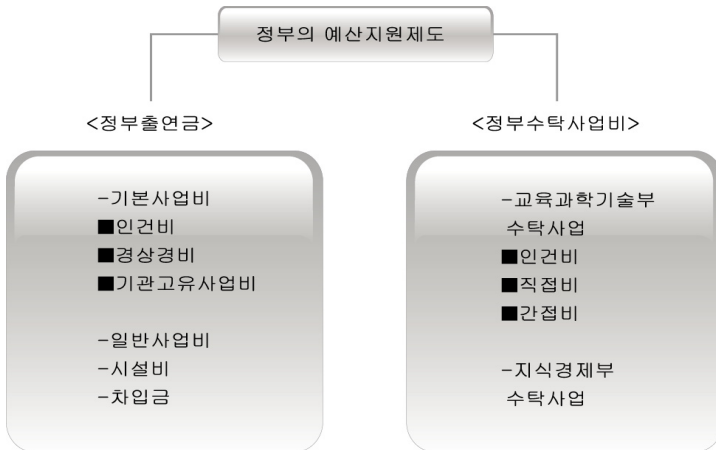 정부의 예산지원제도
<정부출연금>
-기본사업비
■인건비
■경상경비
■기관고유사업비
-일반사업비
-시설비
-차입금
<정부수탁사업비>
-교육과학기술부
수탁사업
■인건비
■직접비
■간접비
-지식경제부
수탁사업